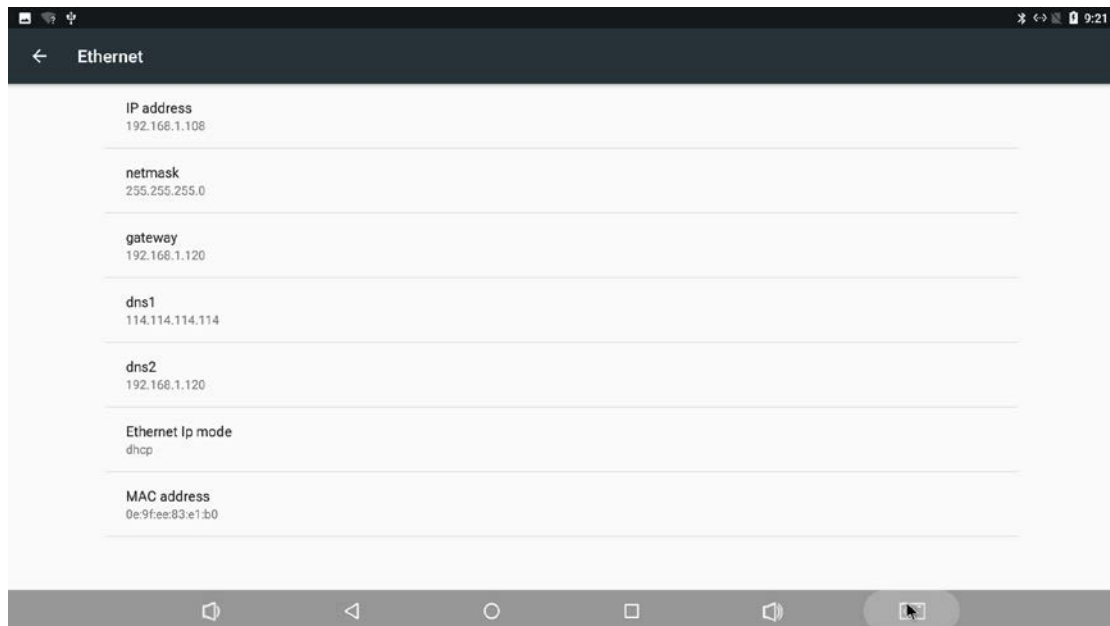 9:21
Ethernet
IP address
192.168.1.108
netmask
255.255.255.0
gateway
192.168.1.120
dns1
114.114.114.114
dns2
192.168.1.120
Ethernet Ip mode
dhcp
MAC address
0e:9f:ee:83:e1:b0